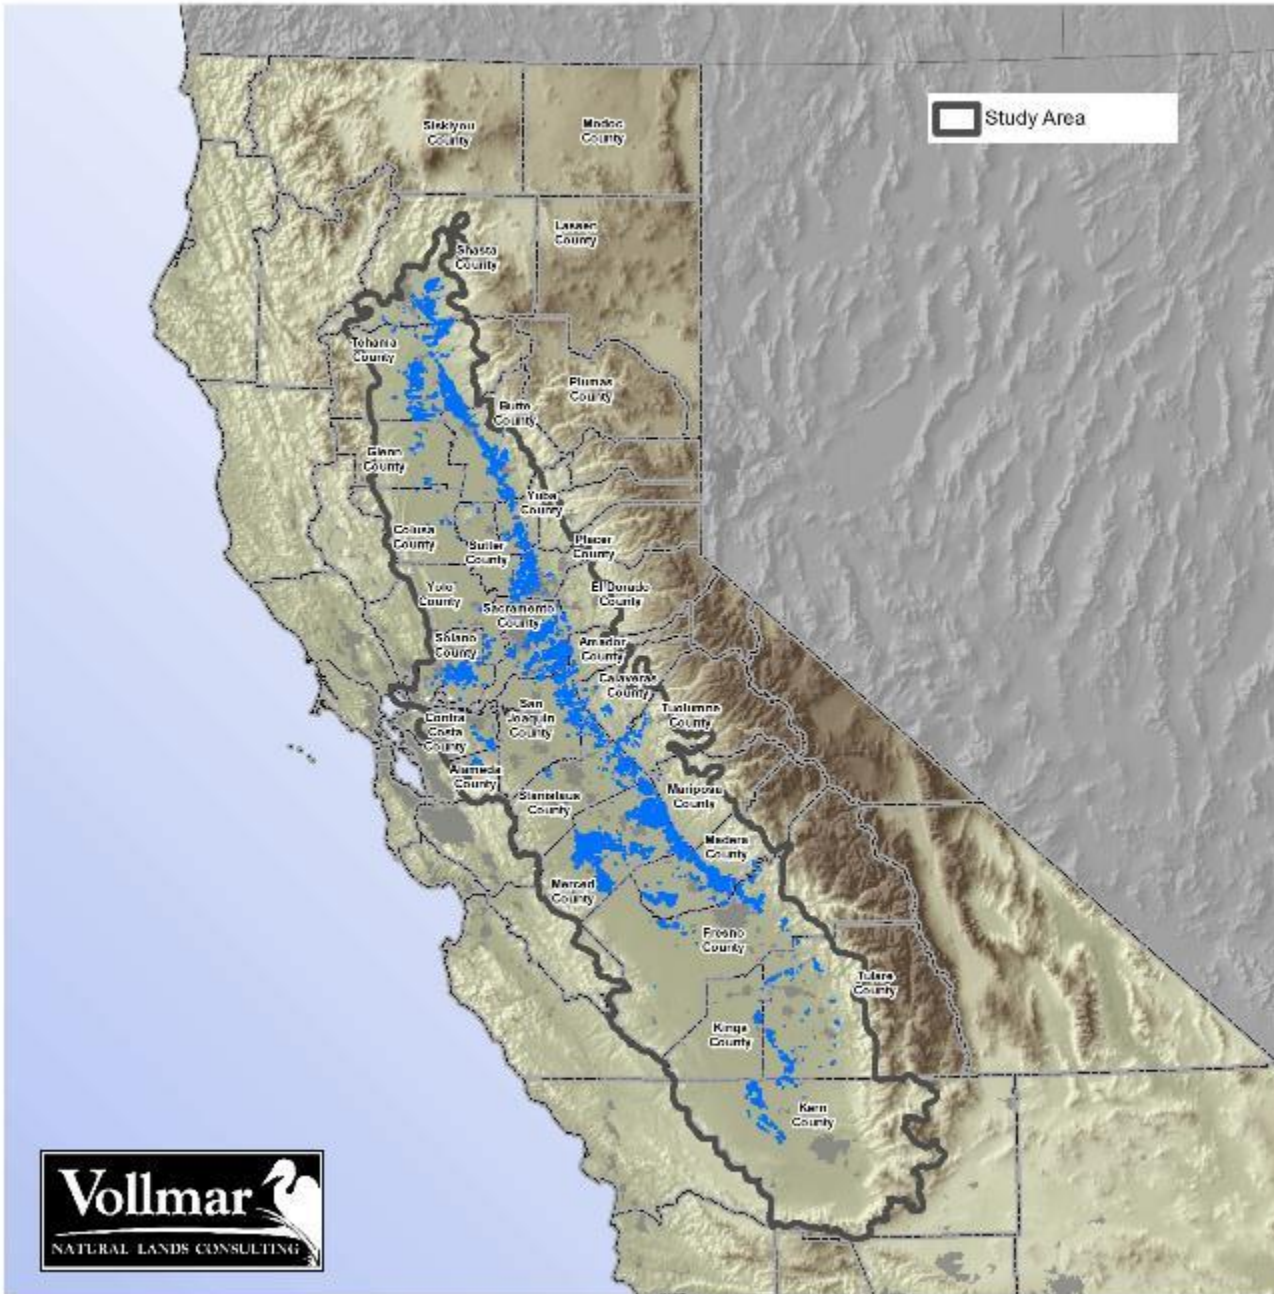 Study Area
Siskiyou
County
Modoc
County
Lassen
County
Shasta
County
Tehama
County
Plumas
County
Butte
County
Glenn
County
Yuba
County
Colusa
County
Sutter
County
Placer
County
Yolo
County
El Dorado
County
Sacramento
County
Solano
County
Amador
County
Calaveras
County
San
Joaquin
County
Contra
Costa
County
Tuolumne
County
Alameda
County
Stanislaus
County
Mariposa
County
Madera
County
Merced
County
Fresno
County
Tulare
County
Kings
County
Kern
County
Vollmar
NATURAL LANDS CONSULTING